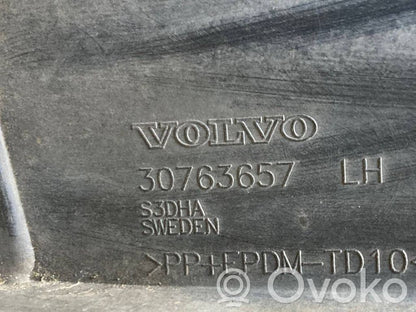 VOLVO
30763657 LH
S3DHA
SWEDEN
>PP+EPDM-TD10<
Ovoko